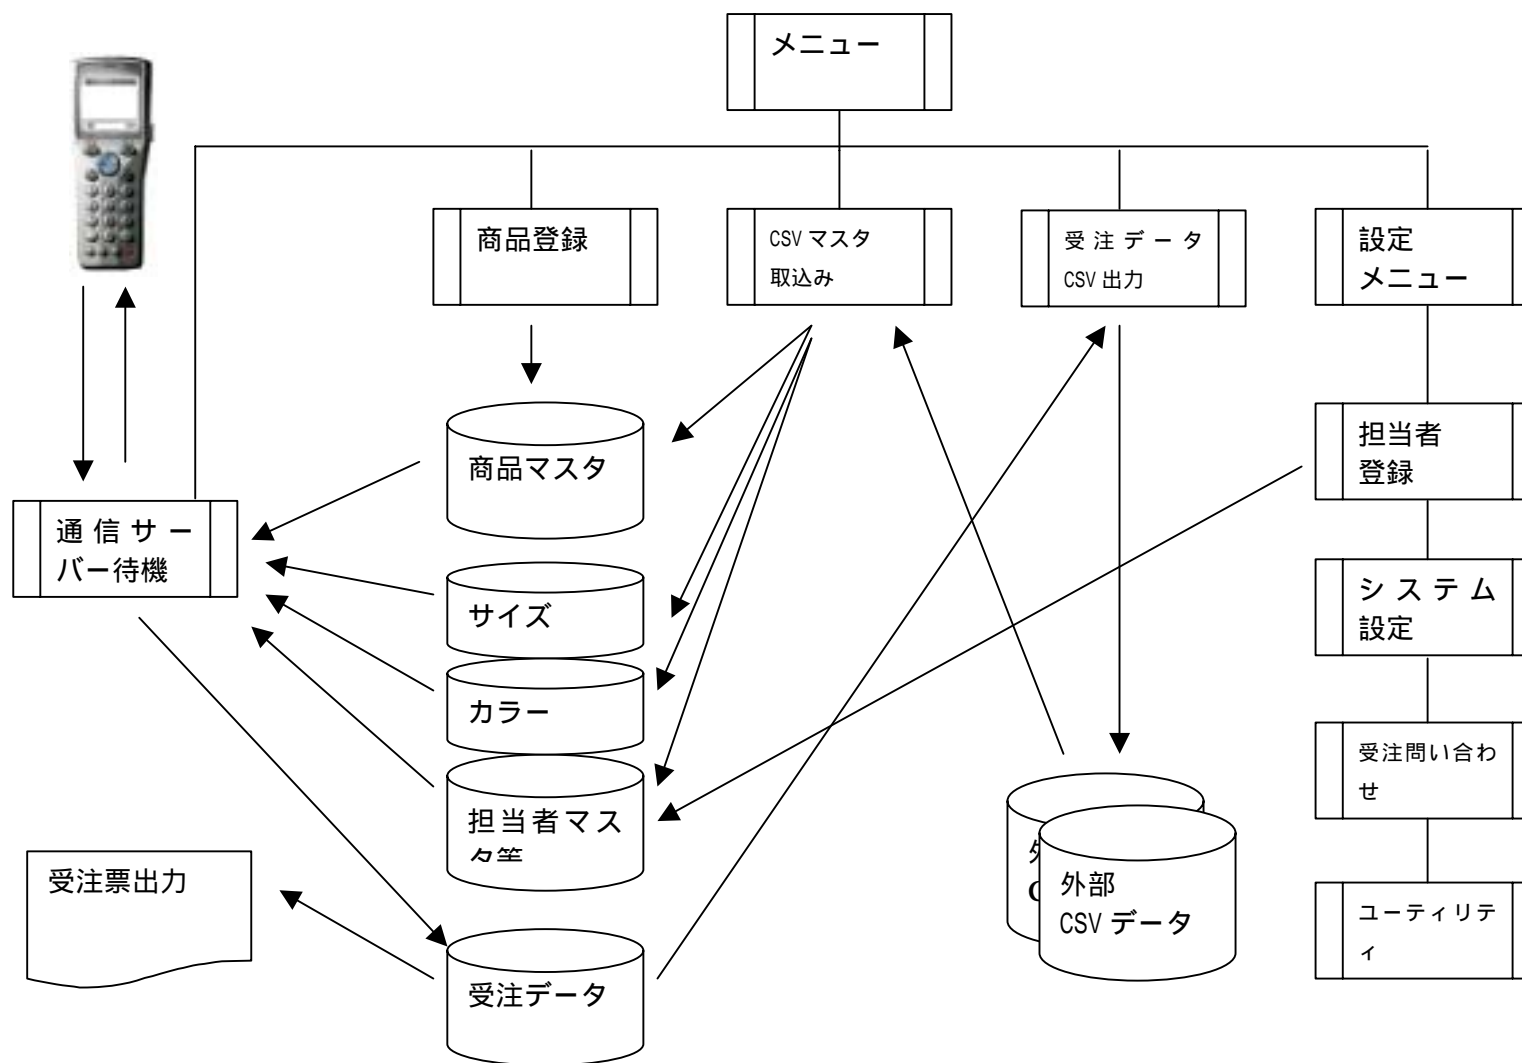 メニュー
商品登録
CSV マスタ
取込み
受注データ
CSV 出力
設定
メニュー
商品マスタ
担当者
登録
通信サー
バー待機
サイズ
システム
設定
カラー
受注問い合わ
せ
担当者マス
タ等
受注票出力
外
C
外部
CSV データ
ユーティリテ
ィ
受注データ